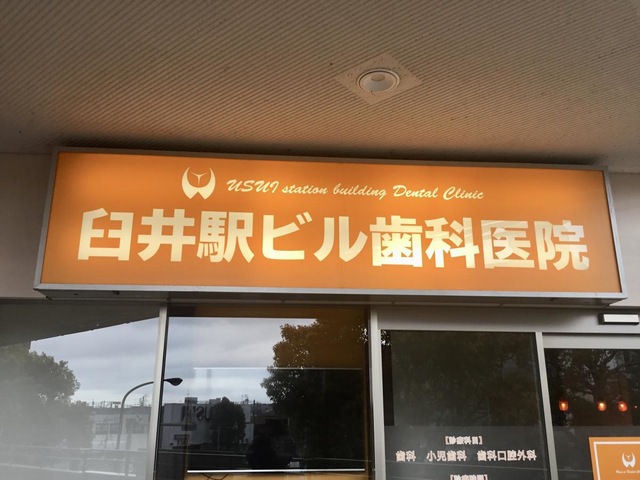 USUI station building Dental Clinic
臼井駅ビル歯科医院
【診療科目】
歯科 小児歯科 歯科口腔外科